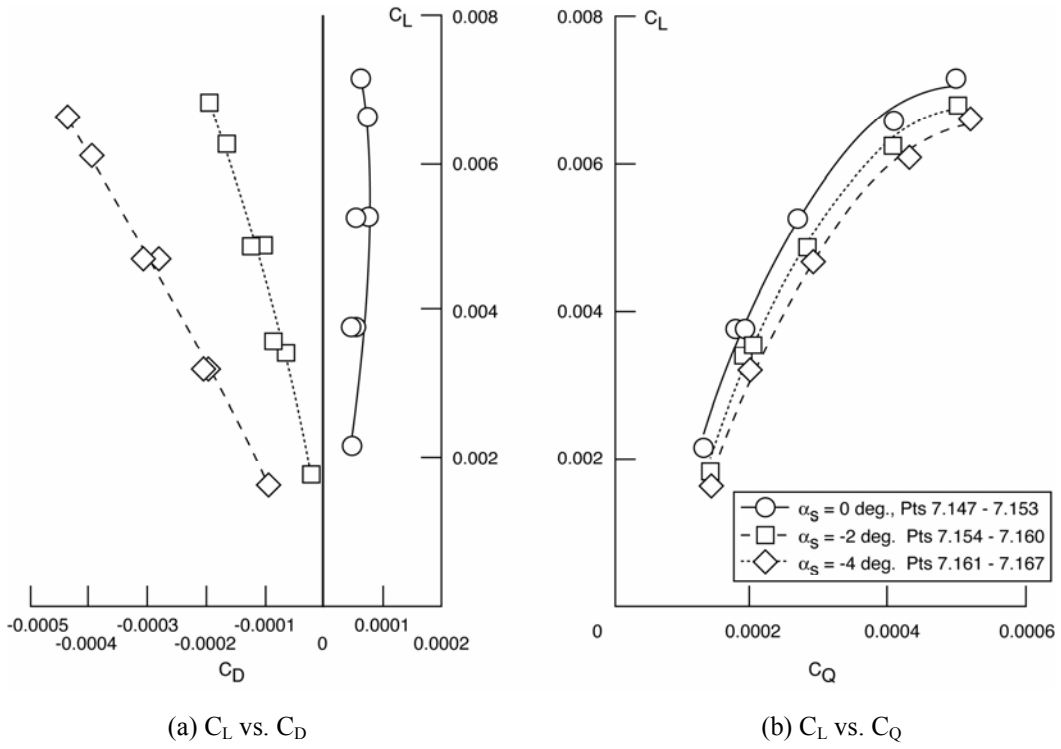 C_L
0.008
0.006
0.004
0.002
-0.0005 -0.0003 -0.0001 0.0001
-0.0004 -0.0002 0 0.0002
C_D
(a) C_L vs. C_D
0.008
C_L
0.006
0.004
0.002
α_s = 0 deg., Pts 7.147 - 7.153
α_s = -2 deg. Pts 7.154 - 7.160
α_s = -4 deg. Pts 7.161 - 7.167
0 0.0002 0.0004 0.0006
C_Q
(b) C_L vs. C_Q